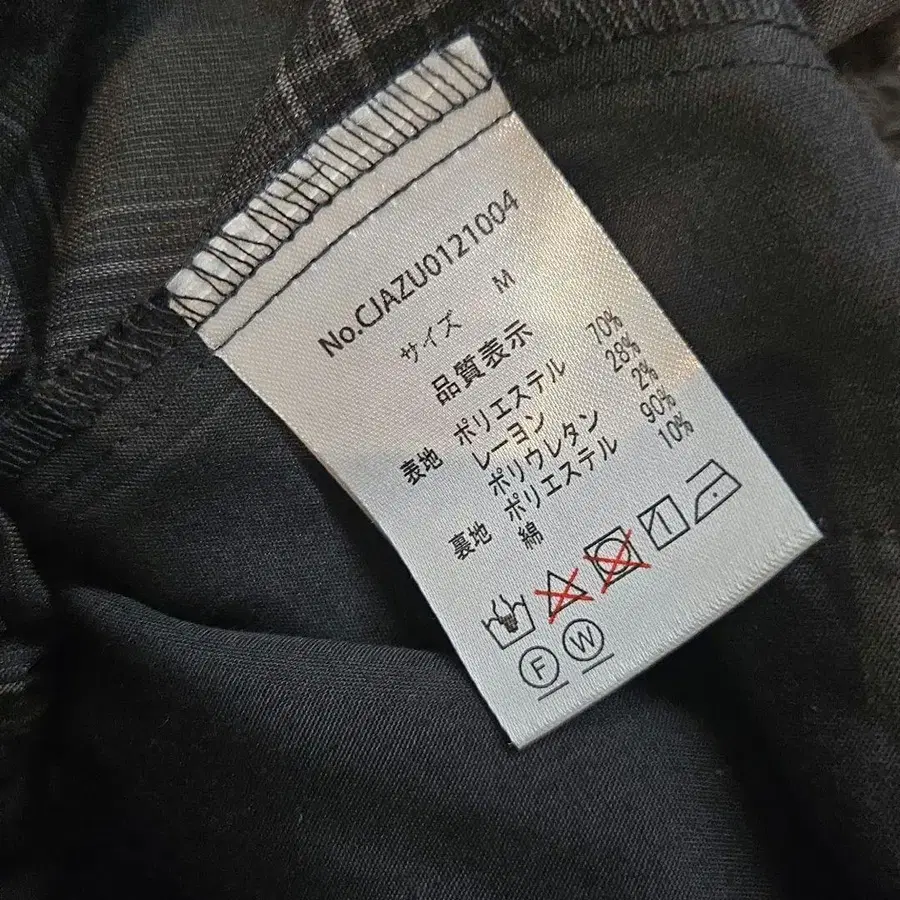 No.CJAZU0121004
サイズ M
品質表示
表地 ポリエステル 70%
レーヨン 28%
ポリウレタン 2%
裏地 ポリエステル 90%
綿 10%
F W